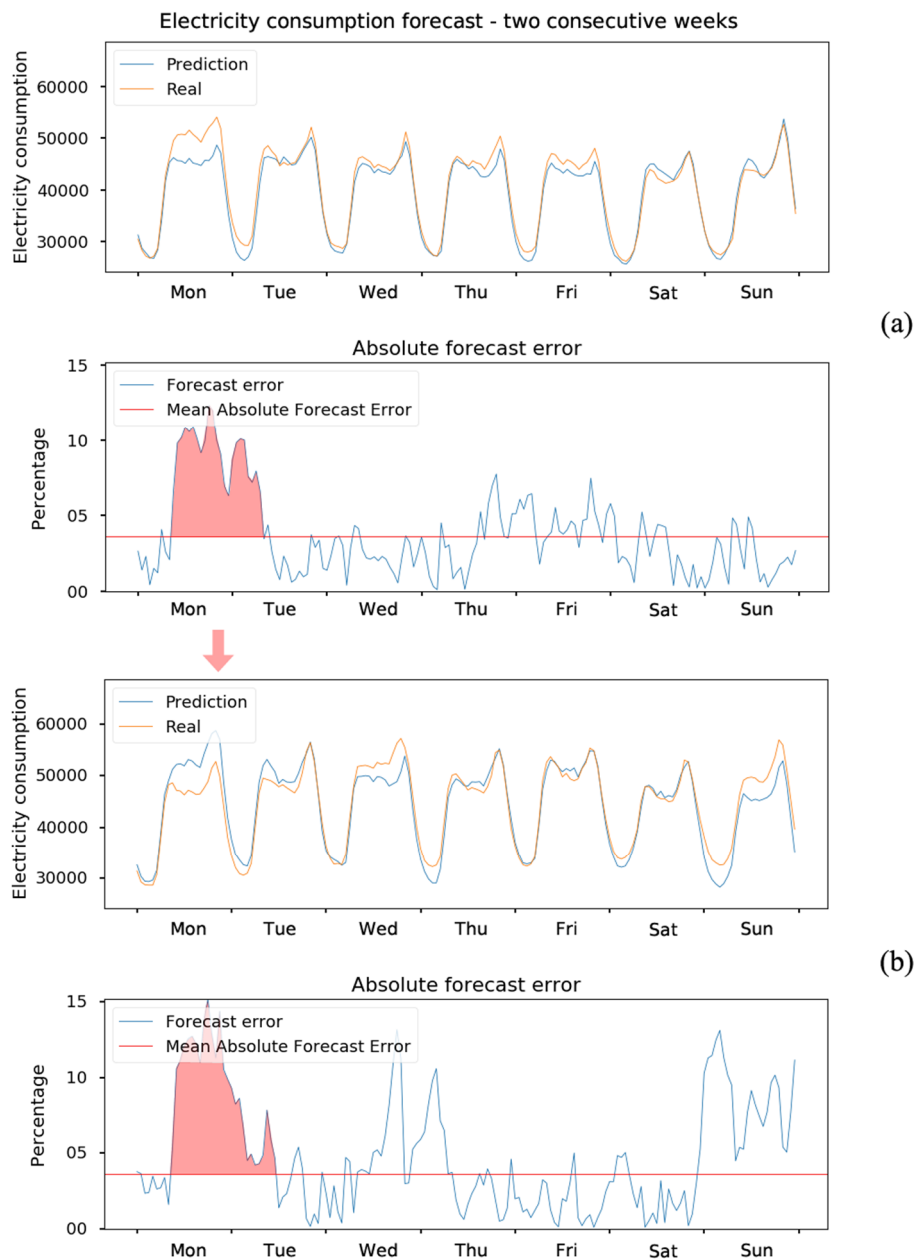 Electricity consumption forecast - two consecutive weeks
Electricity consumption
60000
50000
40000
30000
Prediction
Real
Mon Tue Wed Thu Fri Sat Sun
(a)
Absolute forecast error
Percentage
15
10
05
00
Forecast error
Mean Absolute Forecast Error
Mon Tue Wed Thu Fri Sat Sun
Electricity consumption
60000
50000
40000
30000
Prediction
Real
Mon Tue Wed Thu Fri Sat Sun
(b)
Absolute forecast error
Percentage
15
10
05
00
Forecast error
Mean Absolute Forecast Error
Mon Tue Wed Thu Fri Sat Sun